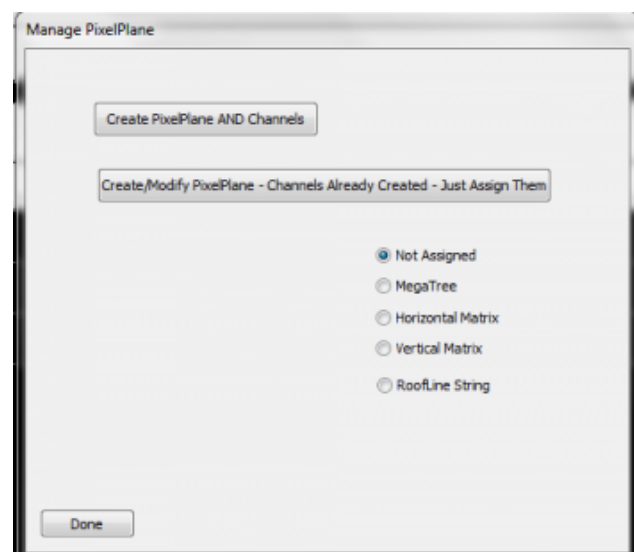 Manage PixelPlane
Create PixelPlane AND Channels
Create/Modify PixelPlane - Channels Already Created - Just Assign Them
Not Assigned
MegaTree
Horizontal Matrix
Vertical Matrix
RoofLine String
Done